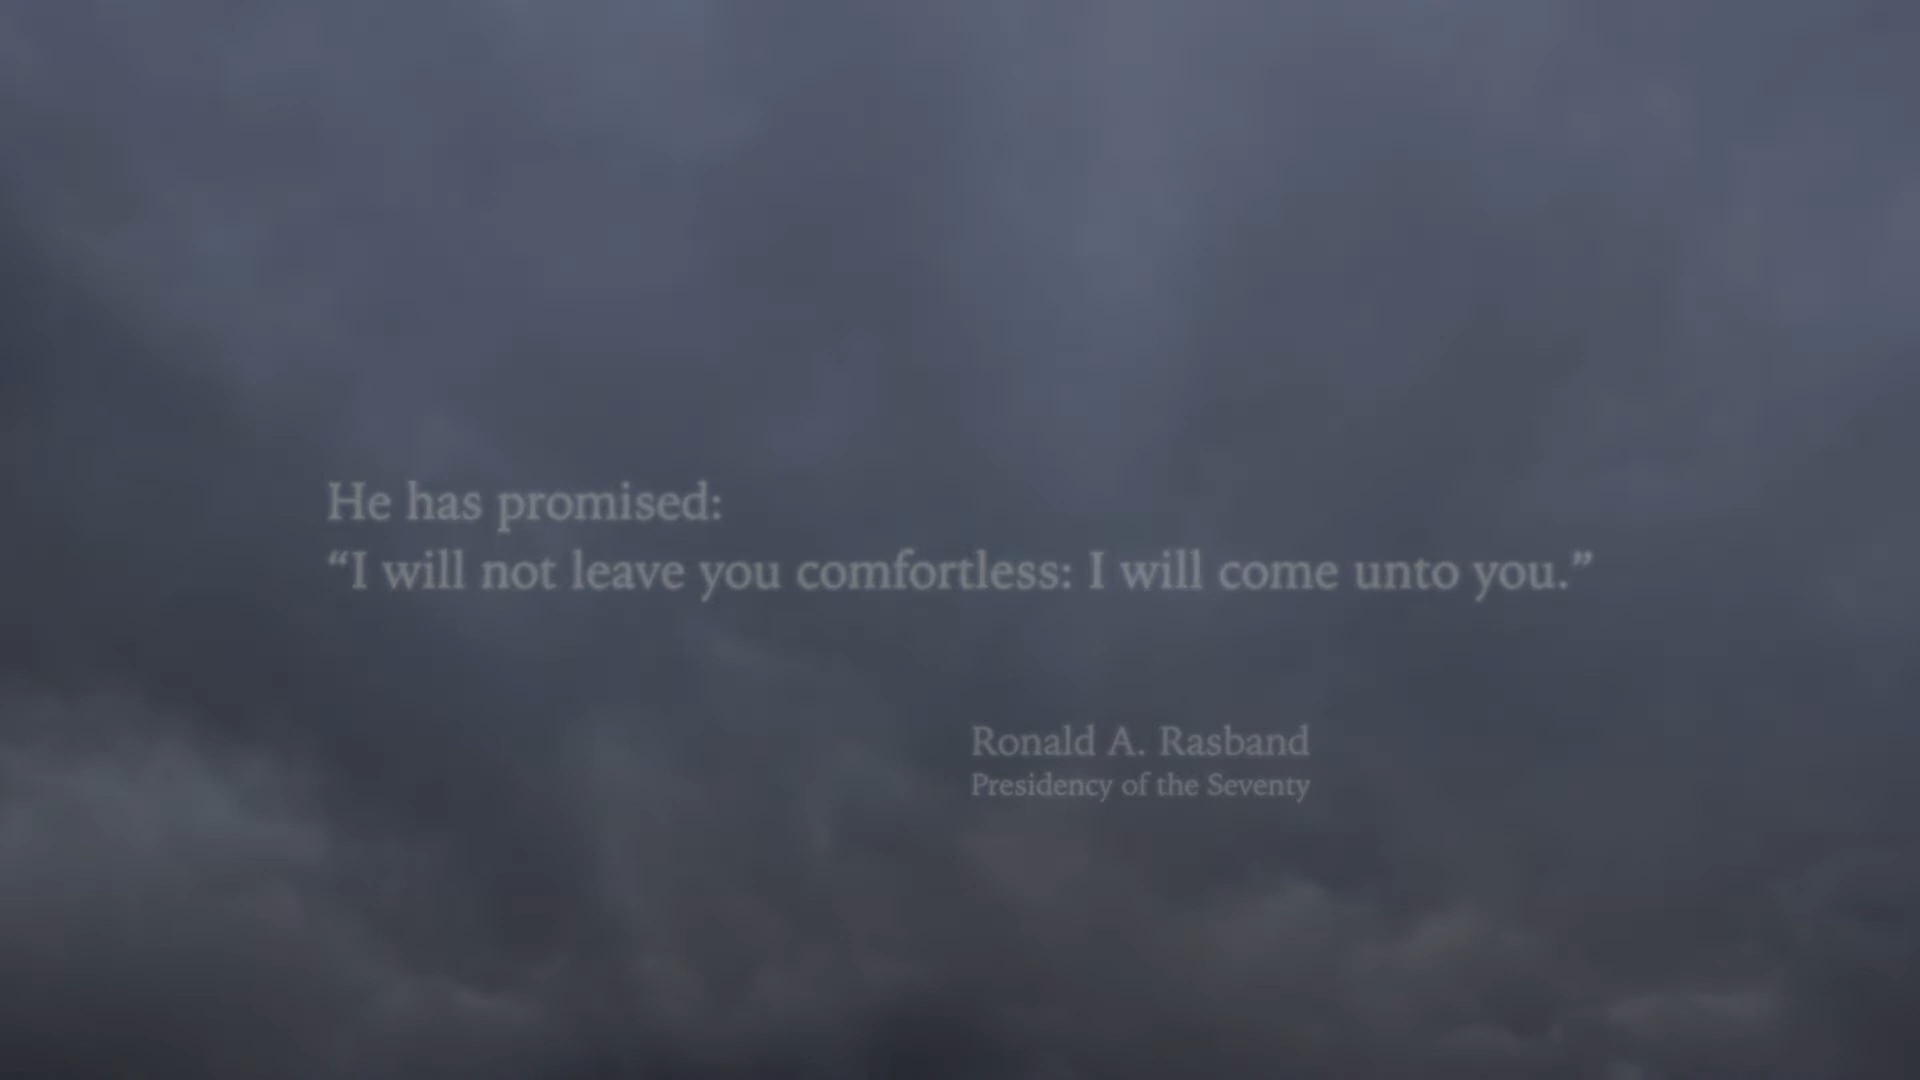 He has promised:
“I will not leave you comfortless: I will come unto you.”
Ronald A. Rasband
Presidency of the Seventy